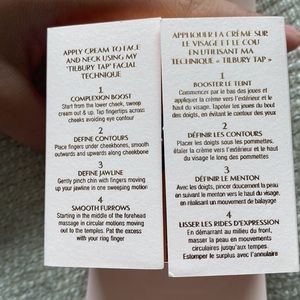 APPLY CREAM TO FACE
AND NECK USING MY
'TILBURY TAP' FACIAL
TECHNIQUE
1
COMPLEXION BOOST
Start from the lower cheek, sweep
cream out & up. Tap fingertips across
cheeks avoiding eye contour
2
DEFINE CONTOURS
Place fingers under cheekbones, smooth
outwards and upwards along cheekbone
3
DEFINE JAWLINE
Gently pinch chin with fingers moving
up your jawline in one sweeping motion
4
SMOOTH FURROWS
Starting in the middle of the forehead
massage in circular motions moving
out to the temples. Pat the excess
with your ring finger
APPLIQUER LA CRÈME SUR
LE VISAGE ET LE COU
EN UTILISANT MA
TECHNIQUE « TILBURY TAP »
1
BOOSTER LE TEINT
Commencer par le bas des joues et
appliquer la crème vers l'extérieur et le
haut du visage. Tapoter les joues du bout
des doigts, en évitant le contour des yeux
2
DÉFINIR LES CONTOURS
Placer les doigts sous les pommettes,
étaler la crème vers l'extérieur et le haut
du visage le long des pommettes
3
DÉFINIR LE MENTON
Avec les doigts, pincer doucement la peau
en suivant le menton vers le haut du visage,
en réalisant un mouvement de balayage
4
LISSER LES RIDES D'EXPRESSION
En démarrant au milieu du front,
masser la peau en mouvements
circulaires jusqu'aux tempes
Estomper le surplus avec l'annulaire